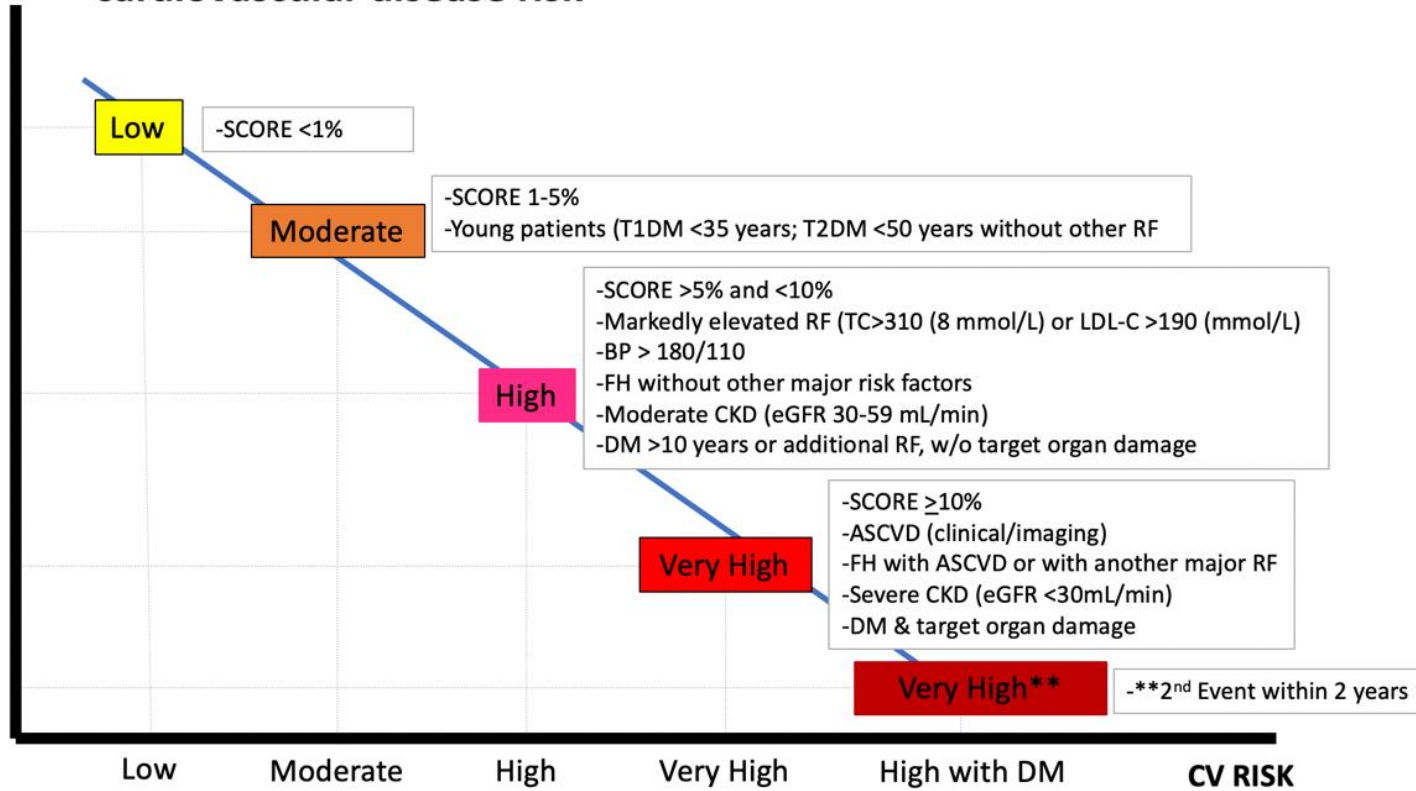 cardiovascular disease risk
Low
-SCORE <1%
Moderate
-SCORE 1-5%
-Young patients (T1DM <35 years; T2DM <50 years without other RF
High
-SCORE >5% and <10%
-Markedly elevated RF (TC>310 (8 mmol/L) or LDL-C >190 (mmol/L)
-BP > 180/110
-FH without other major risk factors
-Moderate CKD (eGFR 30-59 mL/min)
-DM >10 years or additional RF, w/o target organ damage
Very High
-SCORE ≥10%
-ASCVD (clinical/imaging)
-FH with ASCVD or with another major RF
-Severe CKD (eGFR <30mL/min)
-DM & target organ damage
Very High**
-**2nd Event within 2 years
Low Moderate High Very High High with DM CV RISK